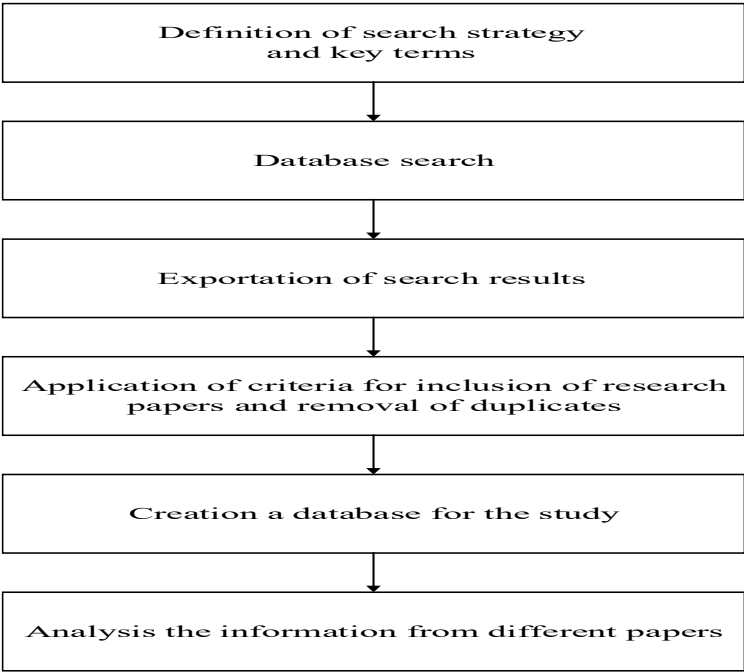 Definition of search strategy
and key terms
Database search
Exportation of search results
Application of criteria for inclusion of research
papers and removal of duplicates
Creation a database for the study
Analysis the information from different papers